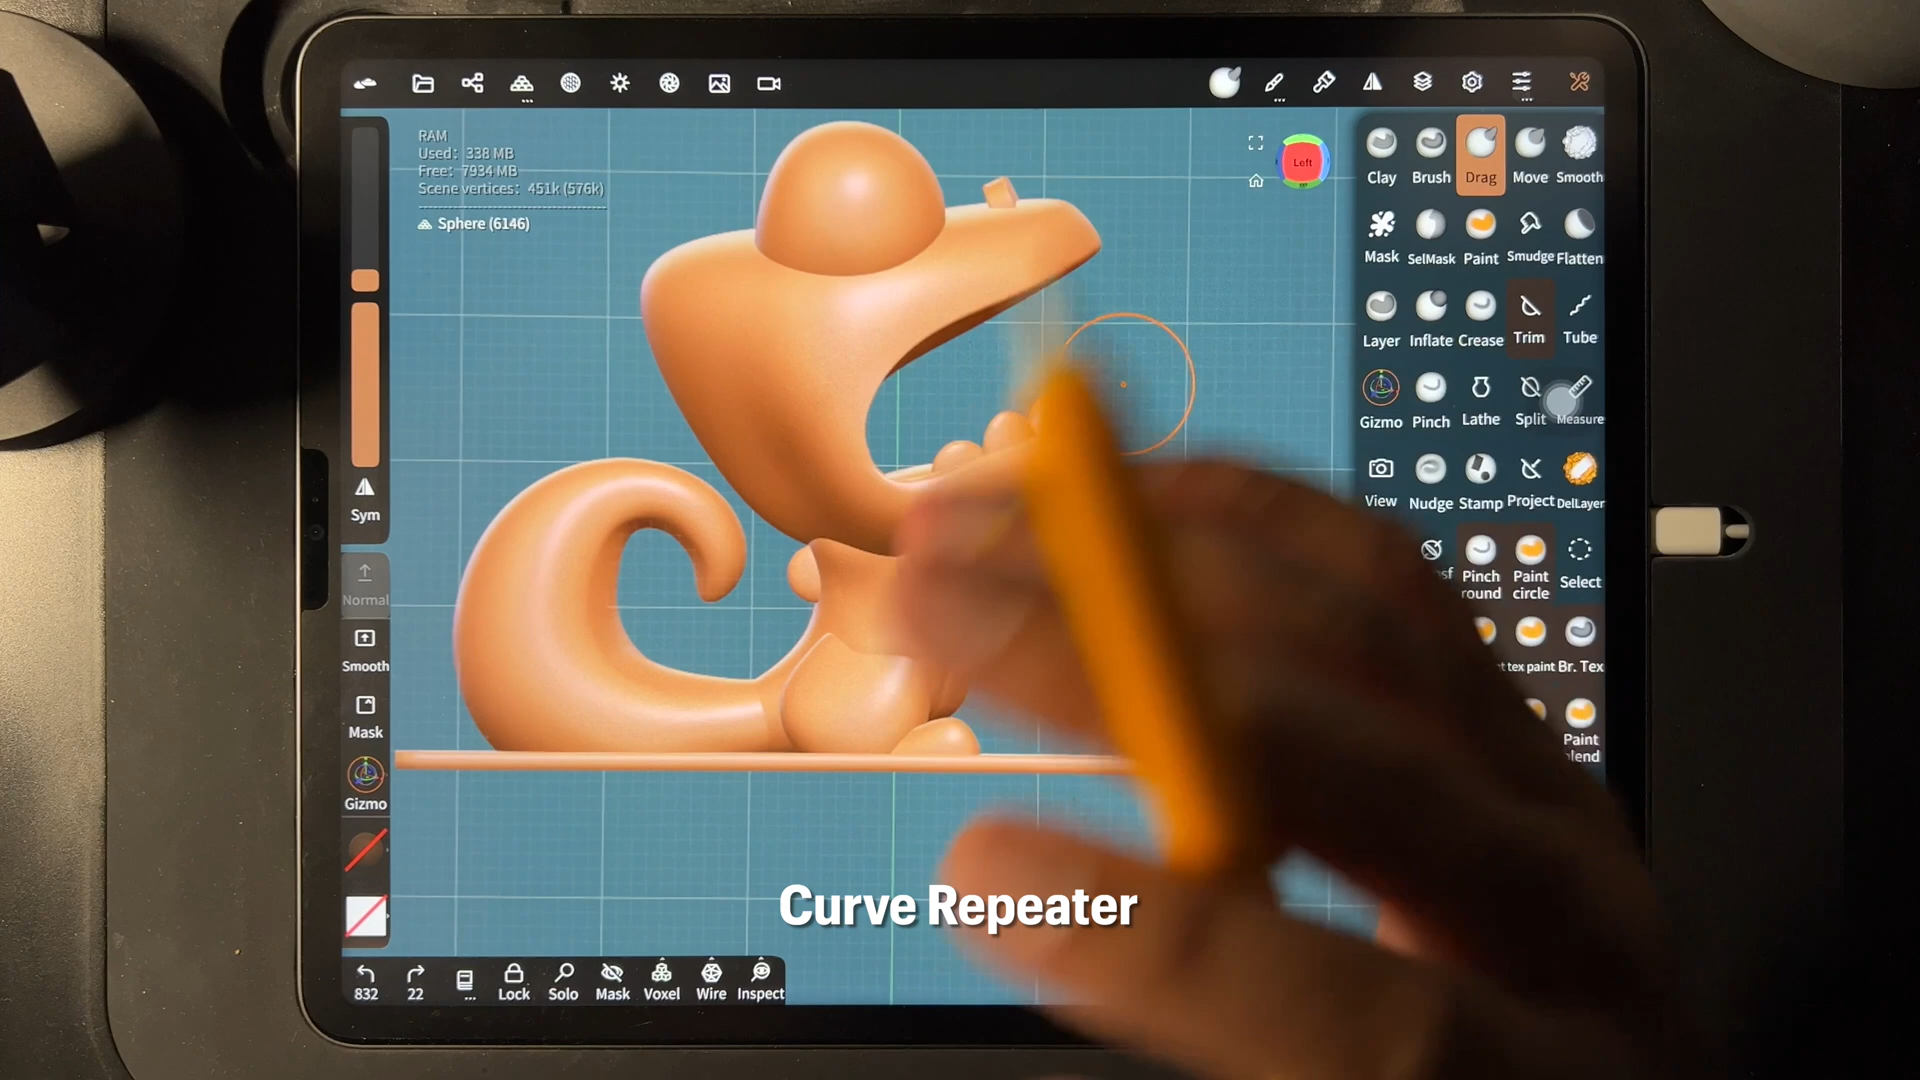 RAM
Used: 338 MB
Free: 7934 MB
Scene vertices: 451k (576k)
Sphere (6146)
Left
Sym
Normal
Smooth
Mask
Gizmo
Clay Brush Drag Move Smooth
Mask SelMask Paint Smudge Flatten
Layer Inflate Crease Trim Tube
Gizmo Pinch Lathe Split Measure
View Nudge Stamp Project DelLayer
Pinch round Paint circle Select
tex paint Br. Tex
Paint
Curve Repeater
832 22 ... Lock Solo Mask Voxel Wire Inspect